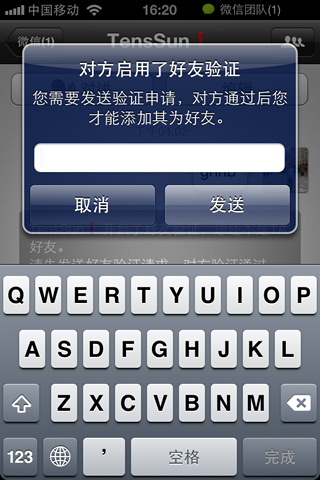 中国移动 16:20 微信团队(1)
微信(1) TensSun !
对方启用了好友验证
您需要发送验证申请，对方通过后您
才能添加其为好友。
取消 发送
好友。
Q W E R T Y U I O P
A S D F G H J K L
Z X C V B N M
123 , 空格 完成